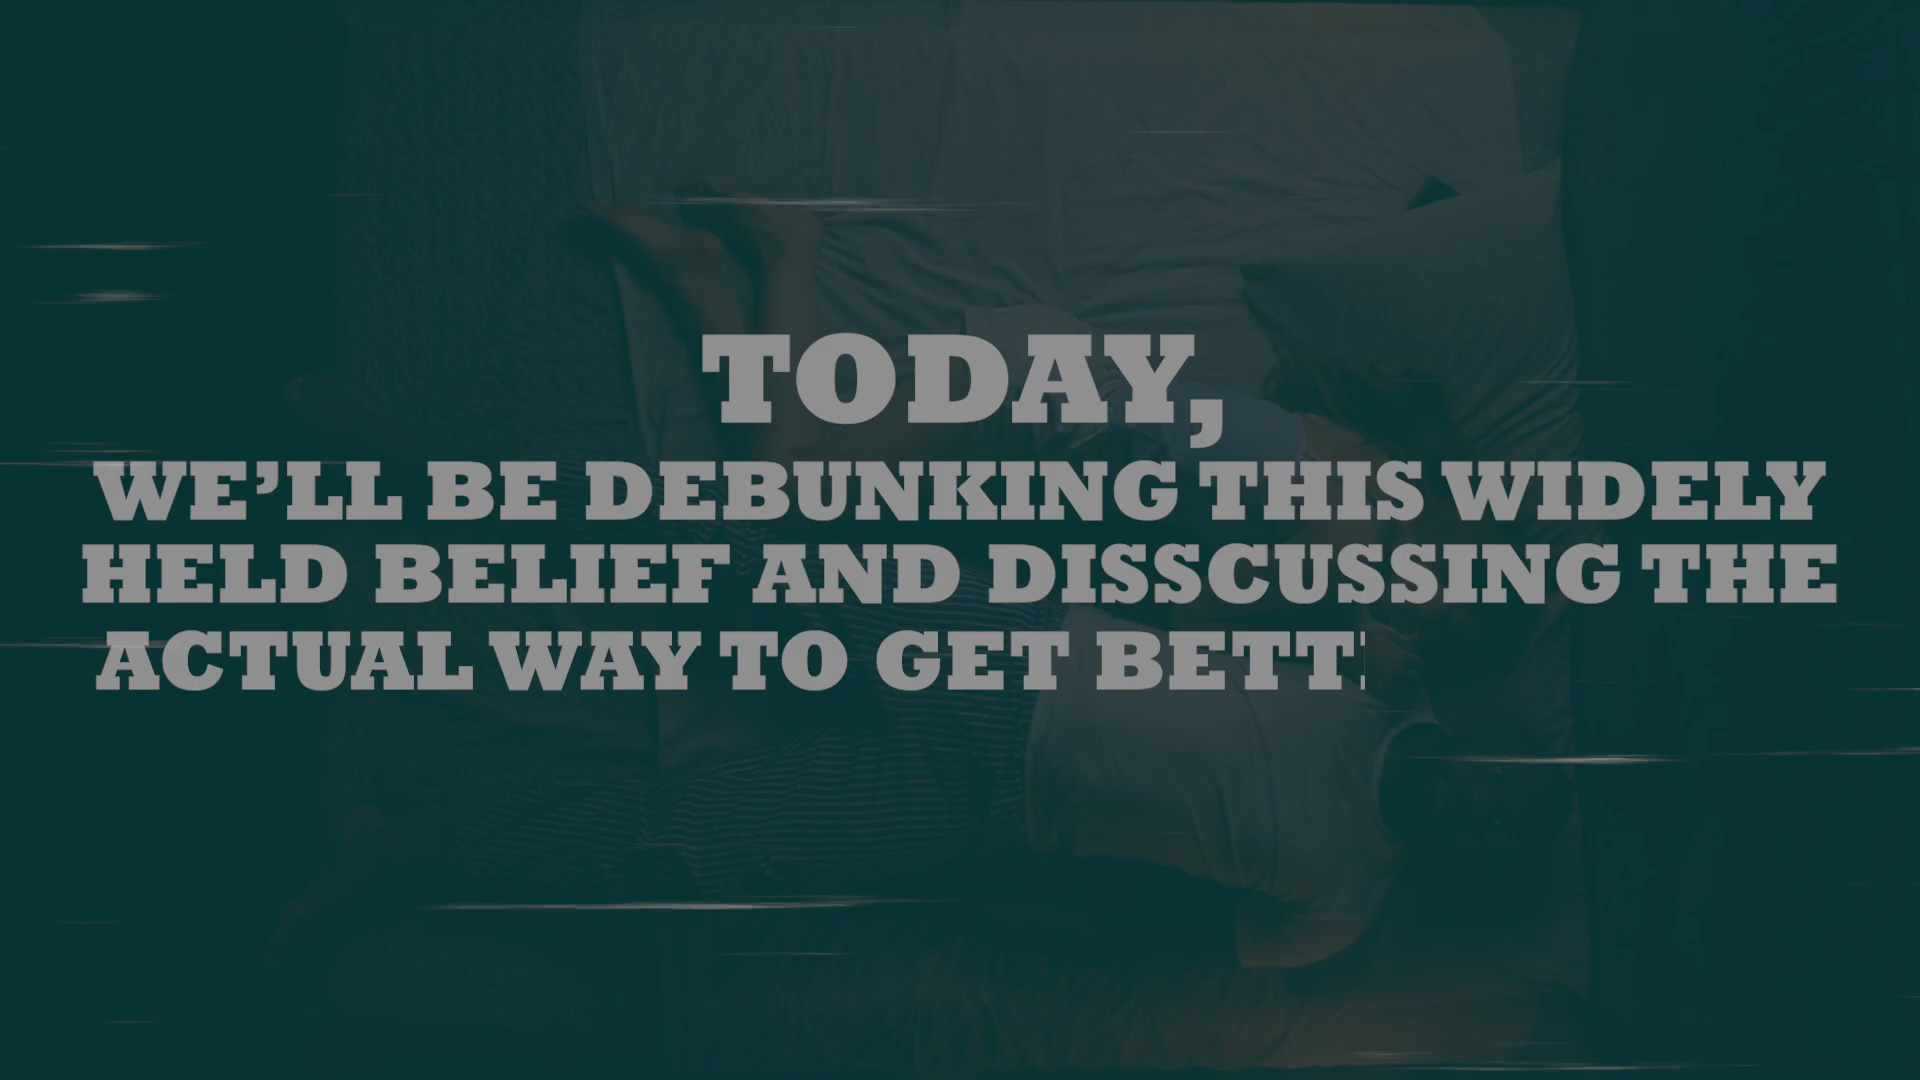 TODAY,
WE’LL BE DEBUNKING THIS WIDELY
HELD BELIEF AND DISSCUSSING THE
ACTUAL WAY TO GET BETT